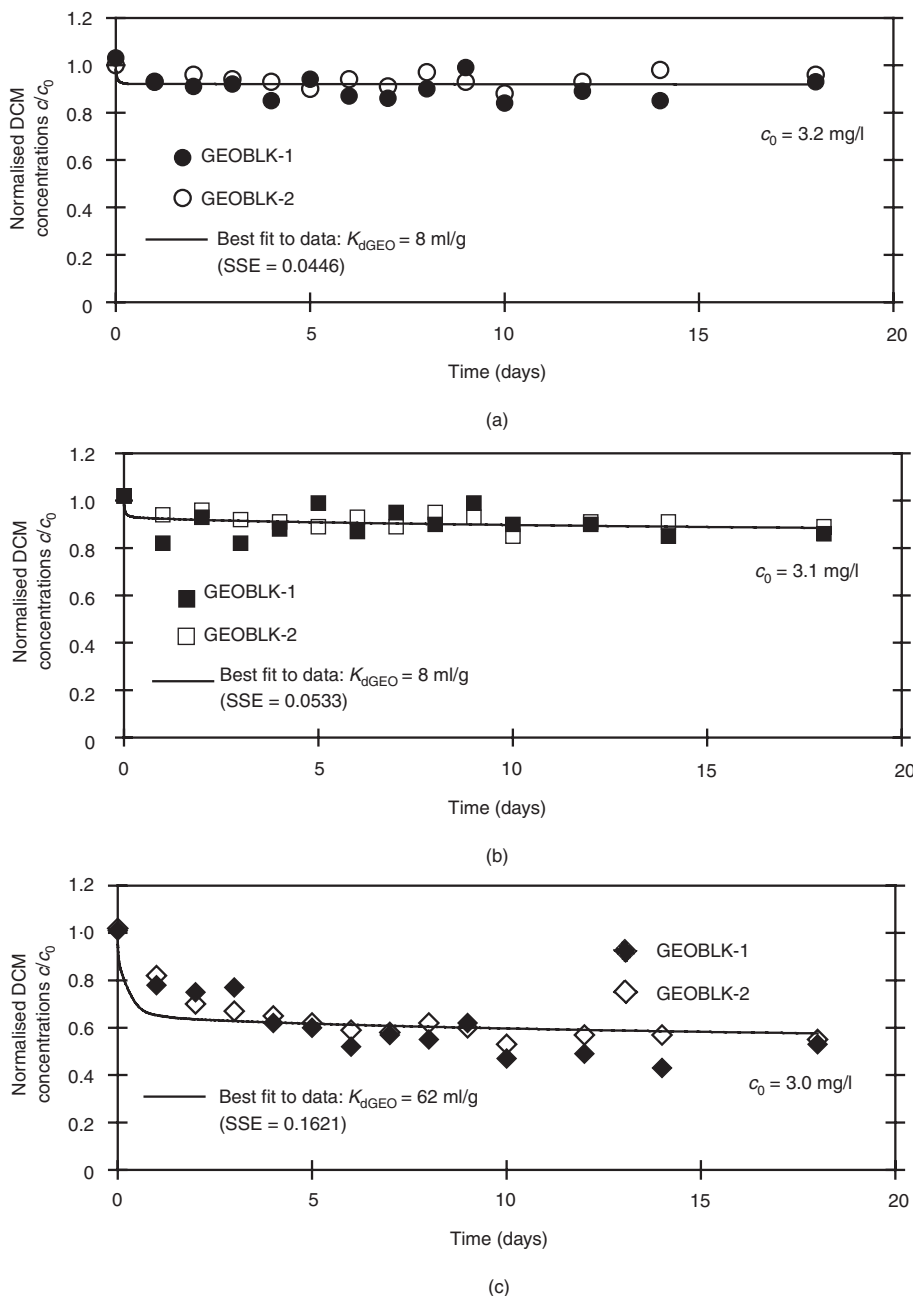 1.2
1.0
0.8
0.6
0.4
0.2
0
Normalised DCM
concentrations c/c0
GEOBLK-1
GEOBLK-2
Best fit to data: KdGEO = 8 ml/g
(SSE = 0.0446)
c0 = 3.2 mg/l
0 5 10 15 20
Time (days)
(a)
1.2
1.0
0.8
0.6
0.4
0.2
0
Normalised DCM
concentrations c/c0
GEOBLK-1
GEOBLK-2
Best fit to data: KdGEO = 8 ml/g
(SSE = 0.0533)
c0 = 3.1 mg/l
0 5 10 15 20
Time (days)
(b)
1.2
1·0
0.8
0.6
0.4
0.2
0
Normalised DCM
concentrations c/c0
GEOBLK-1
GEOBLK-2
Best fit to data: KdGEO = 62 ml/g
(SSE = 0.1621)
c0 = 3.0 mg/l
0 5 10 15 20
Time (days)
(c)